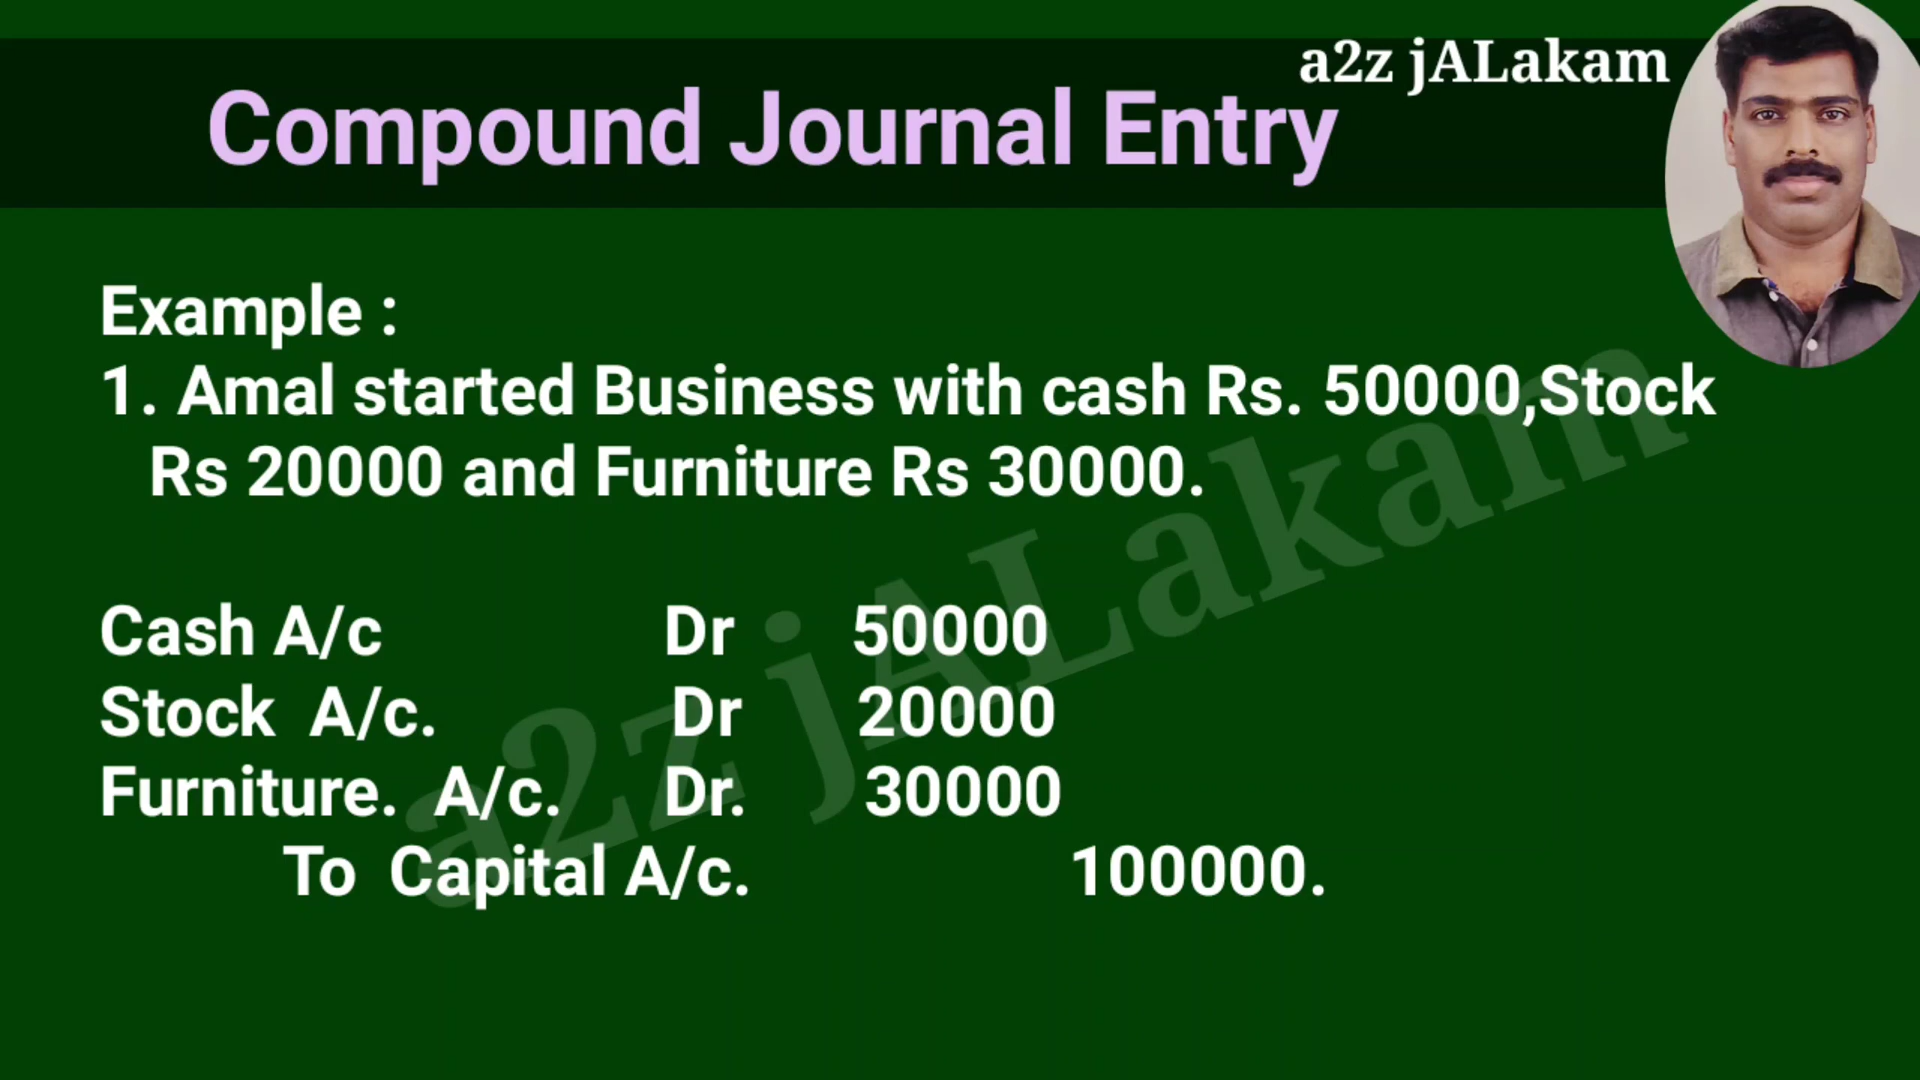 a2z jALakam
Compound Journal Entry
Example :
1. Amal started Business with cash Rs. 50000,Stock
Rs 20000 and Furniture Rs 30000.
Cash A/c Dr 50000
Stock A/c. Dr 20000
Furniture. A/c. Dr. 30000
To Capital A/c. 100000.
a2z jALakam